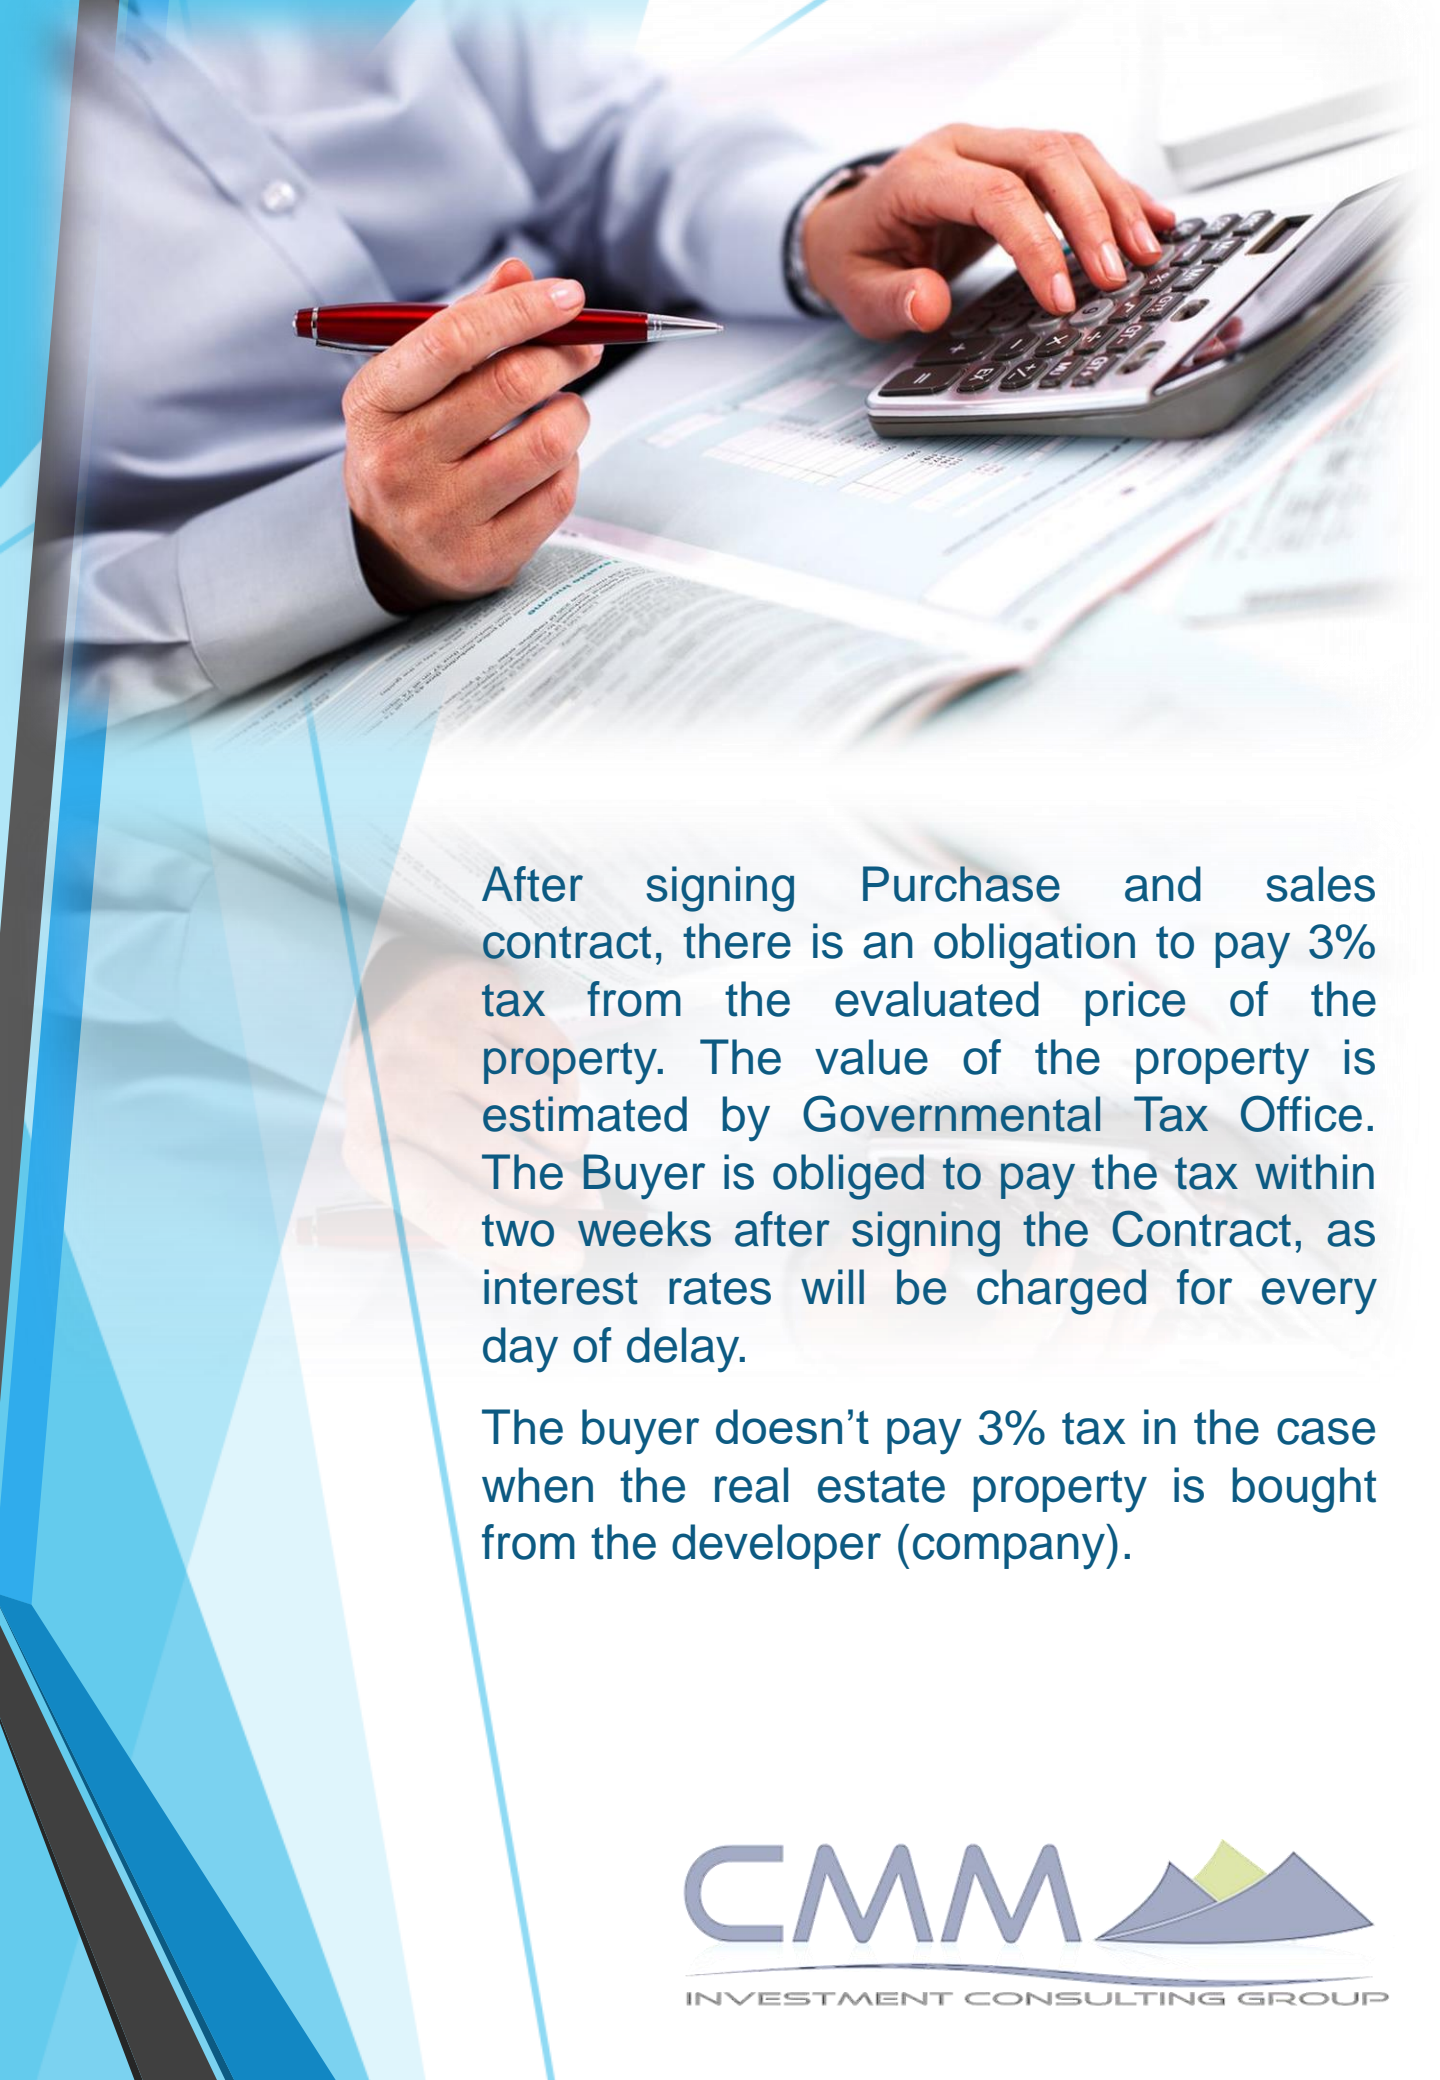 Taxable Income
After signing Purchase and sales
contract, there is an obligation to pay 3%
tax from the evaluated price of the
property. The value of the property is
estimated by Governmental Tax Office.
The Buyer is obliged to pay the tax within
two weeks after signing the Contract, as
interest rates will be charged for every
day of delay.
The buyer doesn’t pay 3% tax in the case
when the real estate property is bought
from the developer (company).
CMM
INVESTMENT CONSULTING GROUP